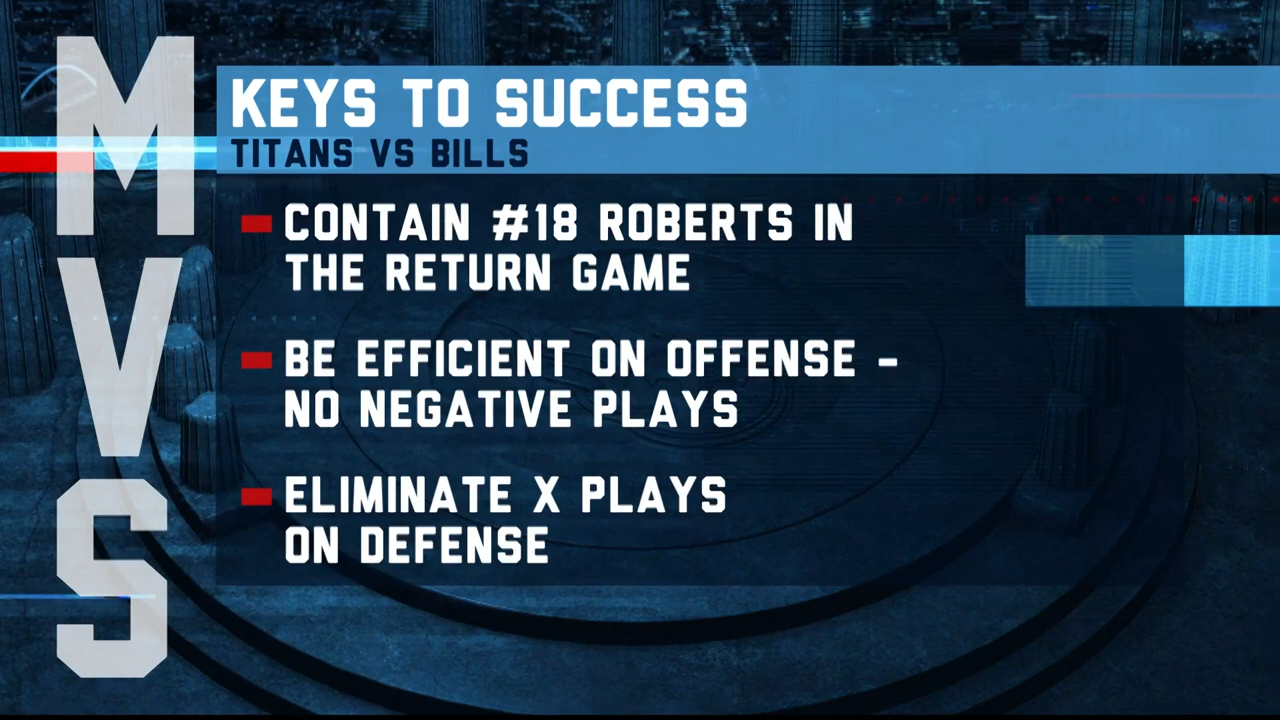 MVS
KEYS TO SUCCESS
TITANS VS BILLS
CONTAIN #18 ROBERTS IN
THE RETURN GAME
BE EFFICIENT ON OFFENSE -
NO NEGATIVE PLAYS
ELIMINATE X PLAYS
ON DEFENSE